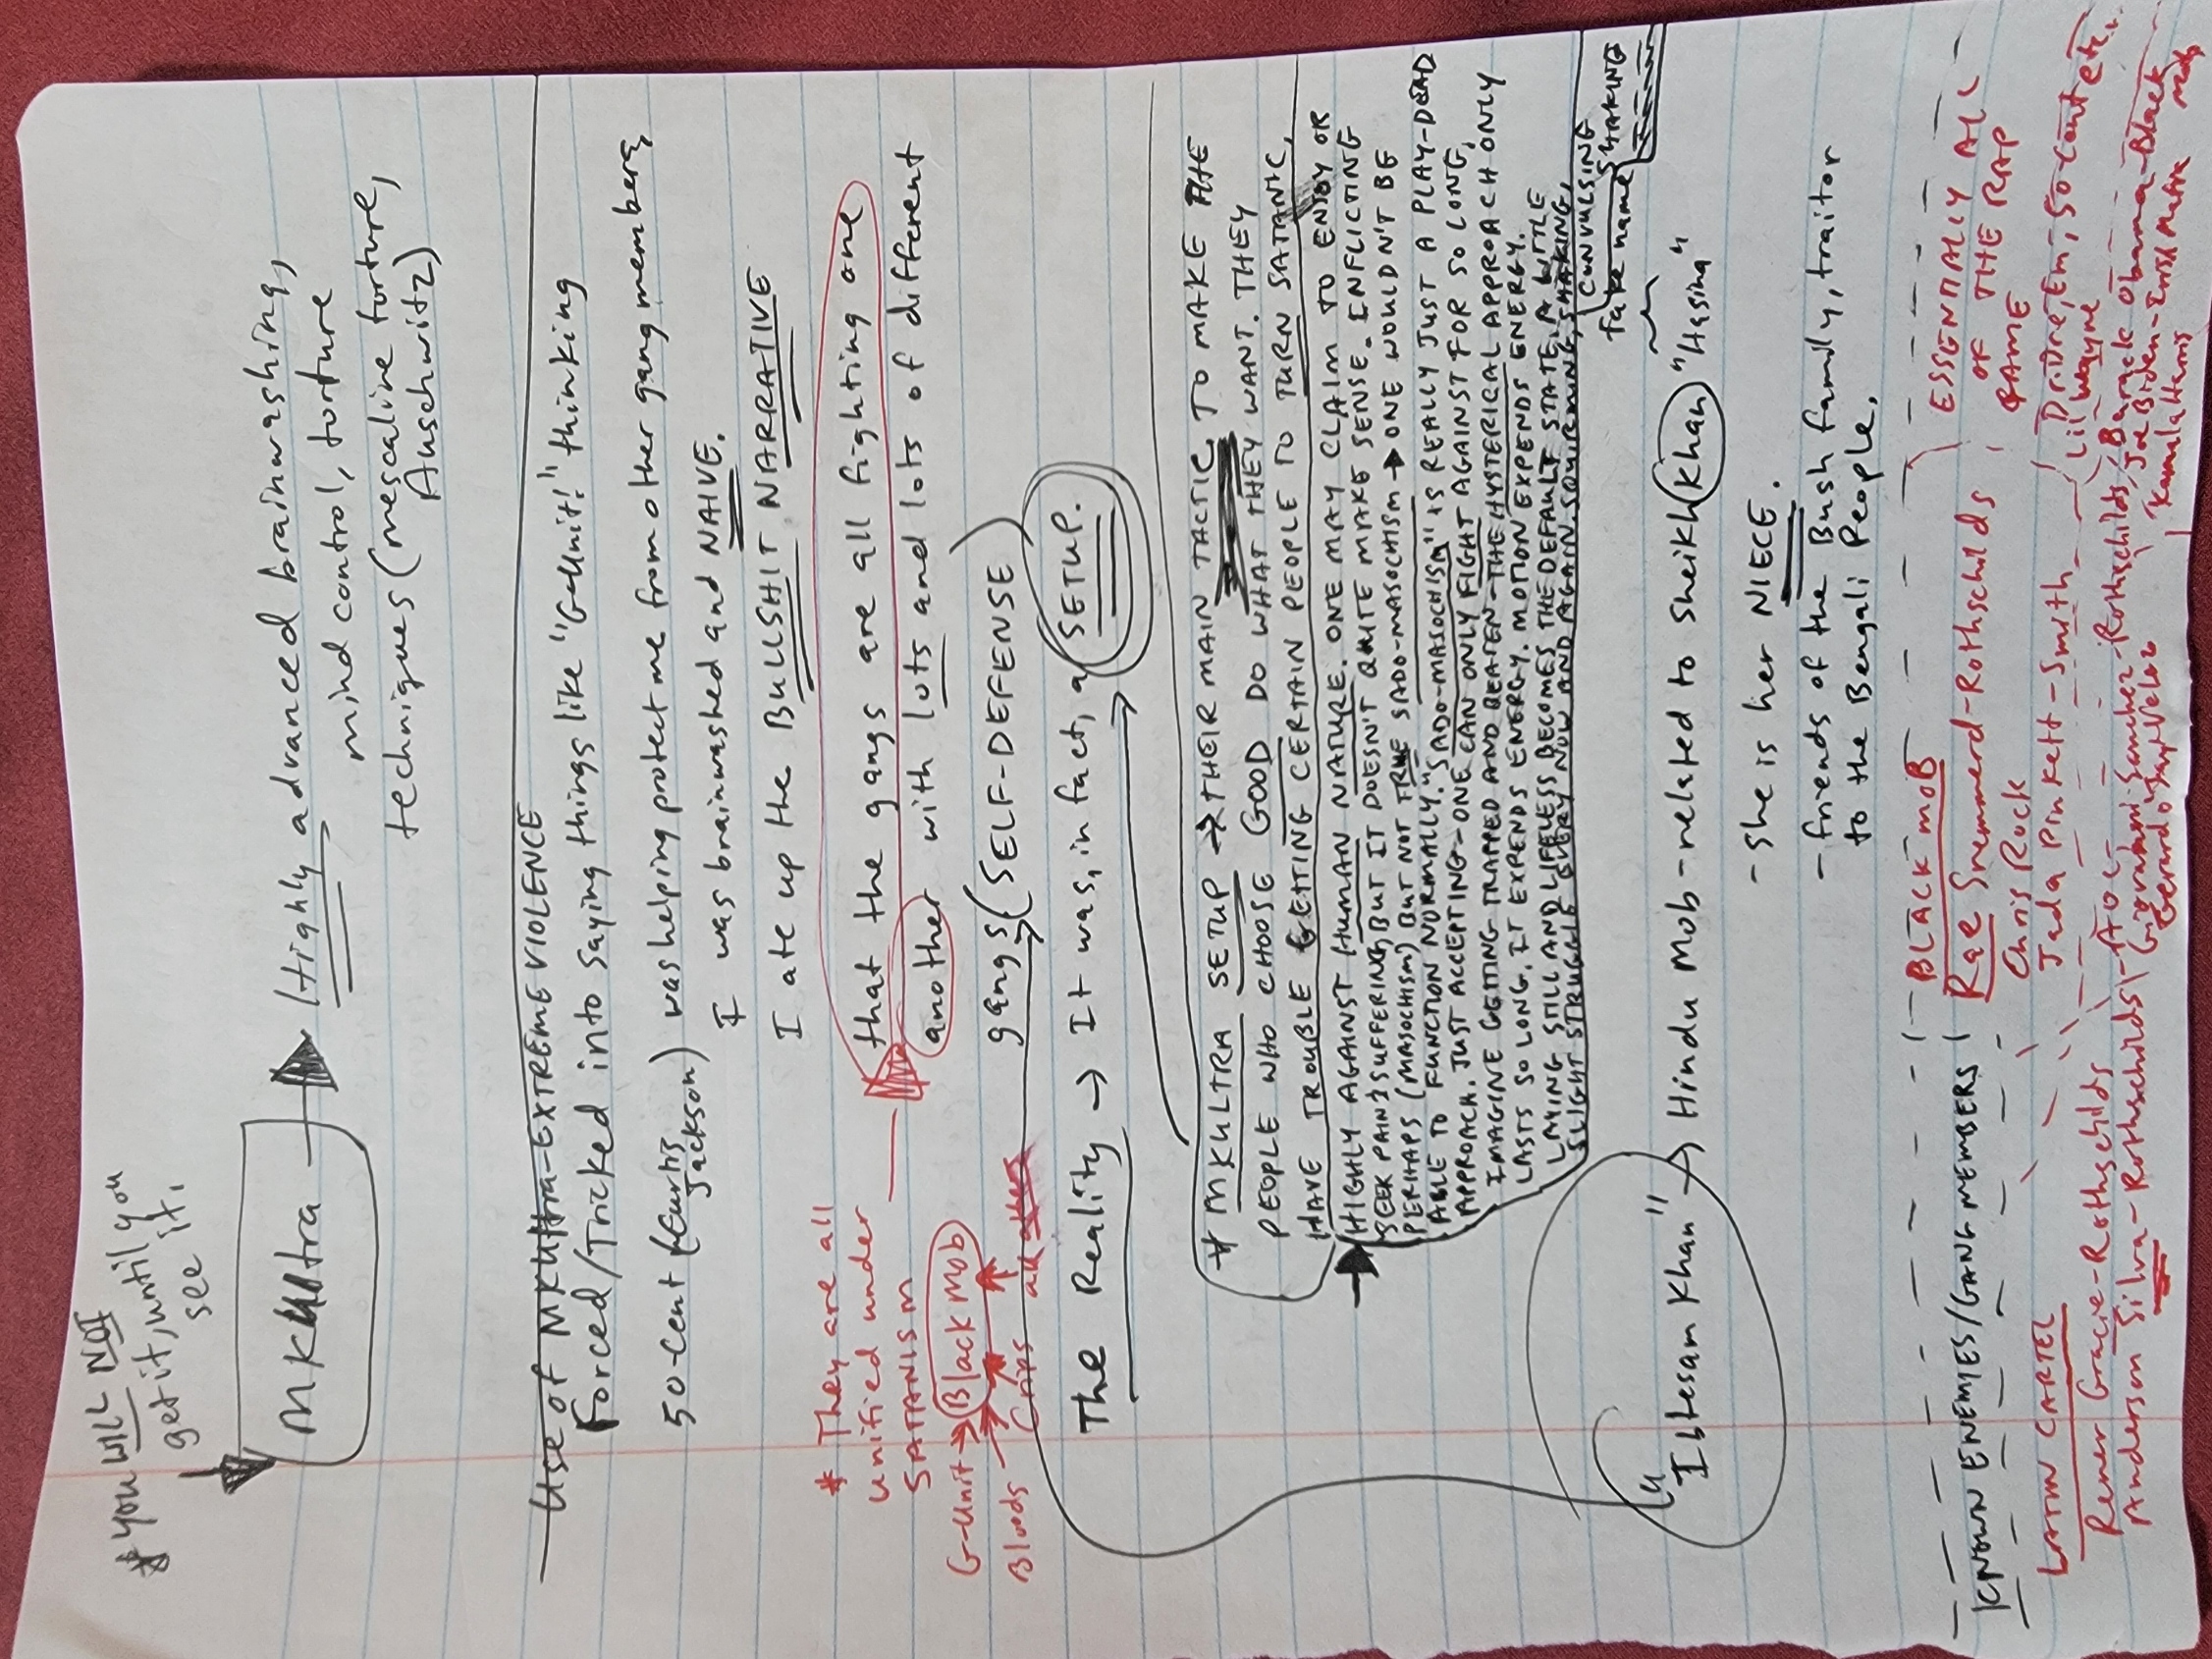 * YOU WILL NOT
get it, until you
see it.
MKUltra
Highly advanced brainwashing,
mind control, torture
techniques (mescaline torture,
Auschwitz)
Use of MKUltra-EXTREME VIOLENCE
Forced/Tricked into saying things like "G-Unit!" thinking
50-Cent (Curtis
Jackson) was helping protect me from other gang members,
I was brainwashed and NAIVE.
I ate up the BULLSHIT NARRATIVE
* They are all
unified under
SATANISM
that the gangs are all fighting one
another with lots and lots of different
G-Unit → Black Mob
Bloods Crips all others
gangs (SELF-DEFENSE)
The Reality → It was, in fact, a SETUP.
* MKULTRA SETUP → THEIR MAIN TACTIC TO MAKE THE
PEOPLE WHO CHOOSE GOOD DO WHAT THEY WANT. THEY
HAVE TROUBLE GETTING CERTAIN PEOPLE TO TURN SATANIC,
HIGHLY AGAINST HUMAN NATURE. ONE MAY CLAIM TO ENJOY OR
SEEK PAIN & SUFFERING, BUT IT DOESN'T QUITE MAKE SENSE. INFLICTING
PERHAPS (MASOCHISM) BUT NOT TRUE SADO-MASOCHISM → ONE WOULDN'T BE
ABLE TO FUNCTION NORMALLY. "SADO-MASOCHISM" IS REALLY JUST A PLAY-DEAD
APPROACH. JUST ACCEPTING - ONE CAN ONLY FIGHT AGAINST FOR SO LONG,
IMAGINE GETTING TRAPPED AND BEATEN - THE HYSTERICAL APPROACH ONLY
LASTS SO LONG, IT EXPENDS ENERGY. MOTION EXPENDS ENERGY.
LAYING STILL AND LIFELESS BECOMES THE DEFAULT STATE, A LITTLE
SLIGHT STRUGGLE EVERY NOW AND AGAIN, SQUIRMING, SHAKING,
CONVULSING
SHAKING
fake name
"Ibtesam Khan" → Hindu Mob - related to Sheikh Khan "Hasina"
- she is her NIECE.
- friends of the Bush family, traitor
to the Bengali People.
KNOWN ENEMIES/GANG MEMBERS
BLACK MOB
Rae Sremmerd-Rothschilds
Chris Rock
Jada Pinkett-Smith
ESSENTIALLY ALL
OF THE RAP
GAME
Dr. Dre, Em, 50-Cent etc.
Lil Wayne
LATIN CARTEL
Rener Gracie-Rothschilds
Anderson Silva-Rothschilds
- AOC
Giovanni-Sanchez-Rothschilds
Gerardo
Barack Obama-Black Mob
Joe Biden-Irish Mafia
Kamala Harris